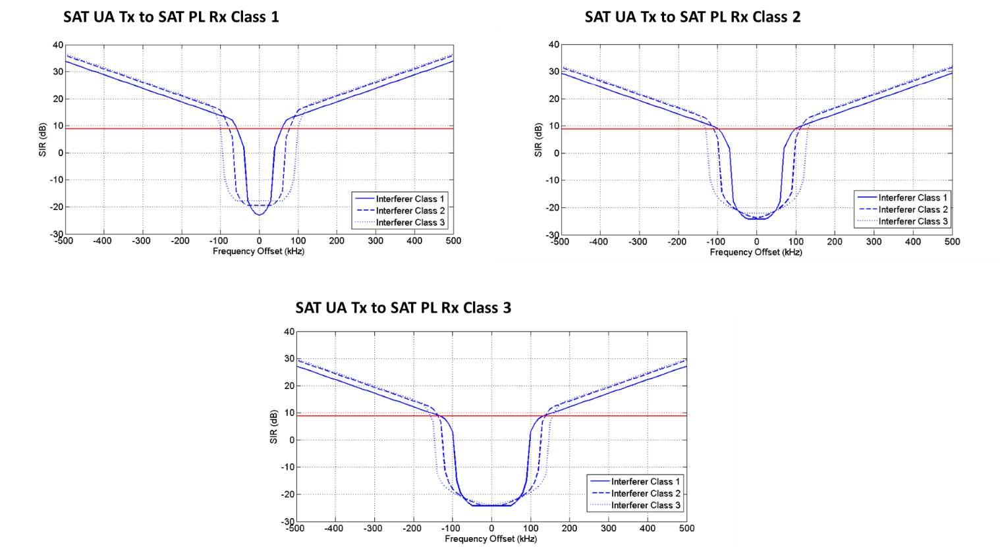 SAT UA Tx to SAT PL Rx Class 1
40
30
20
10
0
-10
-20
-30
SIR (dB)
-500 -400 -300 -200 -100 0 100 200 300 400 500
Frequency Offset (kHz)
Interferer Class 1
Interferer Class 2
Interferer Class 3
SAT UA Tx to SAT PL Rx Class 2
40
30
20
10
0
-10
-20
-30
SIR (dB)
-500 -400 -300 -200 -100 0 100 200 300 400 500
Frequency Offset (kHz)
Interferer Class 1
Interferer Class 2
Interferer Class 3
SAT UA Tx to SAT PL Rx Class 3
40
30
20
10
0
-10
-20
-30
SIR (dB)
-500 -400 -300 -200 -100 0 100 200 300 400 500
Frequency Offset (kHz)
Interferer Class 1
Interferer Class 2
Interferer Class 3